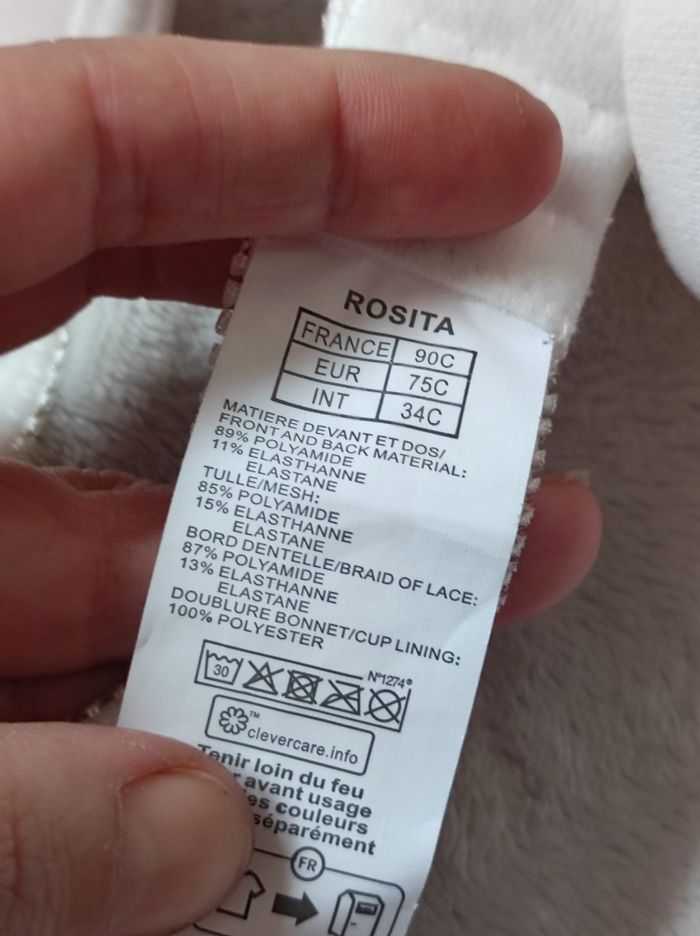 ROSITA
FRANCE 90C
EUR 75C
INT 34C
MATIERE DEVANT ET DOS/
FRONT AND BACK MATERIAL:
89% POLYAMIDE
11% ELASTHANNE
ELASTANE
TULLE/MESH:
85% POLYAMIDE
15% ELASTHANNE
ELASTANE
BORD DENTELLE/BRAID OF LACE:
87% POLYAMIDE
13% ELASTHANNE
ELASTANE
DOUBLURE BONNET/CUP LINING:
100% POLYESTER
30
N°1274®
™
clevercare.info
Tenir loin du feu
avant usage
couleurs
séparément
FR